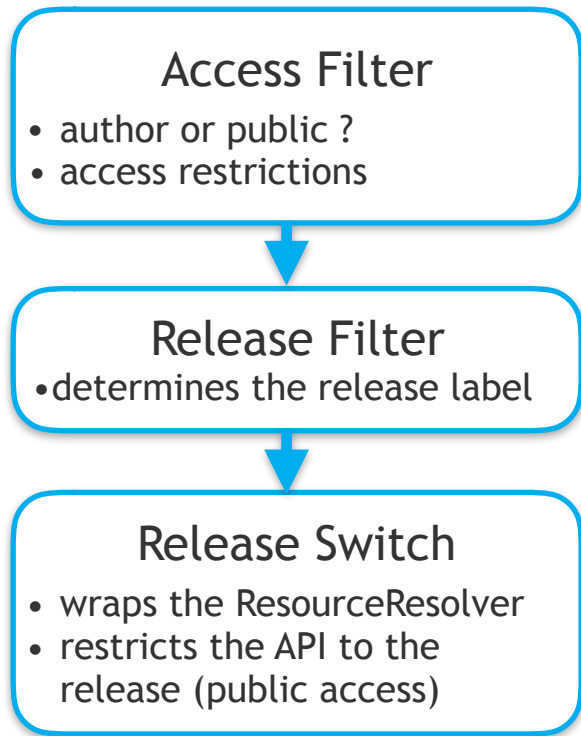 Access Filter
• author or public ?
• access restrictions
Release Filter
•determines the release label
Release Switch
• wraps the ResourceResolver
• restricts the API to the
release (public access)